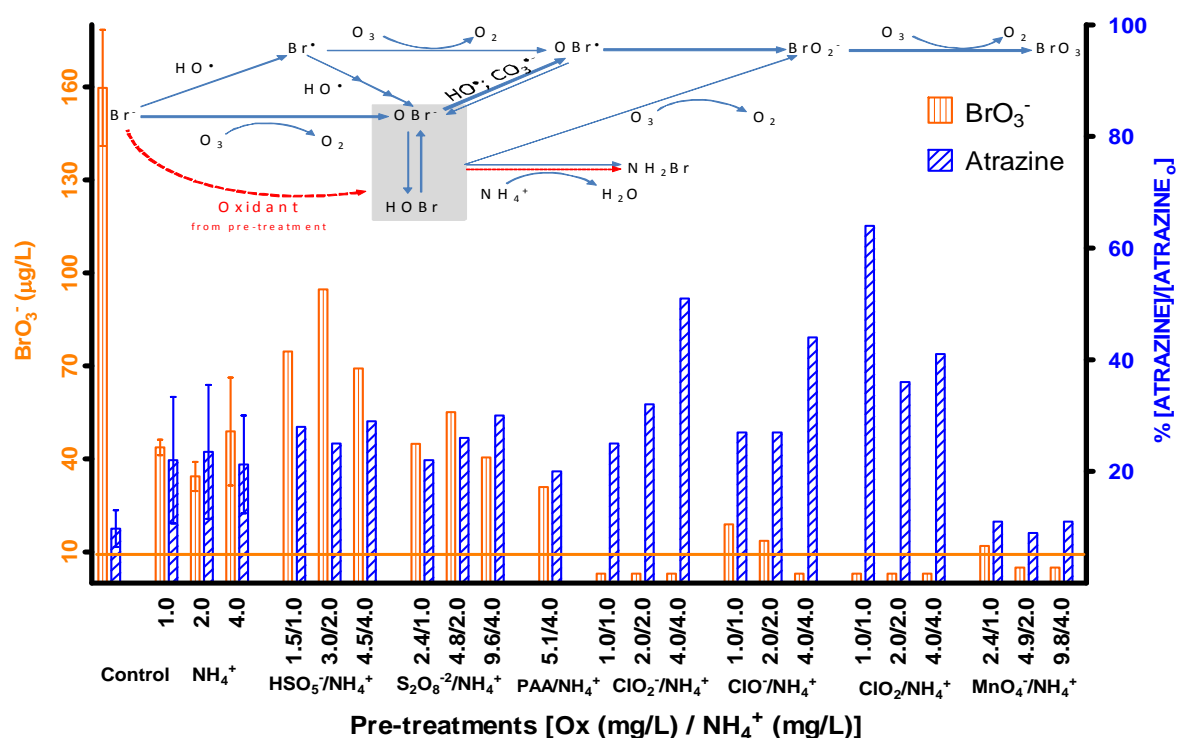 100
80
60
40
20
% [ATRAZINE]/[ATRAZINE₀]
160
130
100
70
40
10
BrO₃⁻ (µg/L)
BrO₃⁻
Atrazine
Br⁻
HO•
Br•
O₃
O₂
OBr•
BrO₂⁻
O₃
O₂
BrO₃
HO•
HO•; CO₃•⁻
O₃
O₂
OBr⁻
HOBr
O₃
O₂
NH₂Br
NH₄⁺
H₂O
Oxidant
from pre-treatment
1.0
2.0
4.0
1.5/1.0
3.0/2.0
4.5/4.0
2.4/1.0
4.8/2.0
9.6/4.0
5.1/4.0
1.0/1.0
2.0/2.0
4.0/4.0
1.0/1.0
2.0/2.0
4.0/4.0
1.0/1.0
2.0/2.0
4.0/4.0
2.4/1.0
4.9/2.0
9.8/4.0
Control
NH₄⁺
HSO₅⁻/NH₄⁺
S₂O₈⁻²/NH₄⁺
PAA/NH₄⁺
ClO₂⁻/NH₄⁺
ClO⁻/NH₄⁺
ClO₂/NH₄⁺
MnO₄⁻/NH₄⁺
Pre-treatments [Ox (mg/L) / NH₄⁺ (mg/L)]